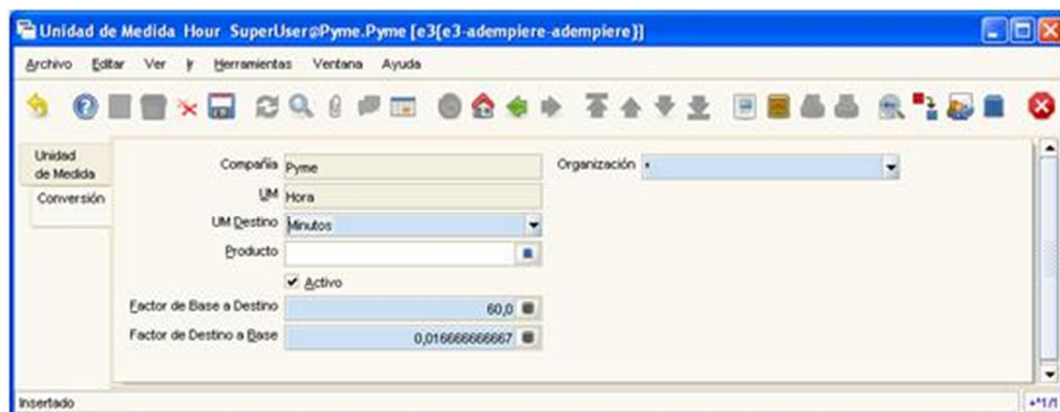 Unidad de Medida Hour SuperUser@Pyme.Pyme [e3{e3-adempiere-adempiere}]
Archivo Editar Ver Ir Herramientas Ventana Ayuda
Unidad
de Medida
Conversión
Compañía Pyme Organización *
UM Hora
UM Destino Minutos
Producto
Activo
Factor de Base a Destino 60,0
Factor de Destino a Base 0,016666666667
Insertado +*1/1